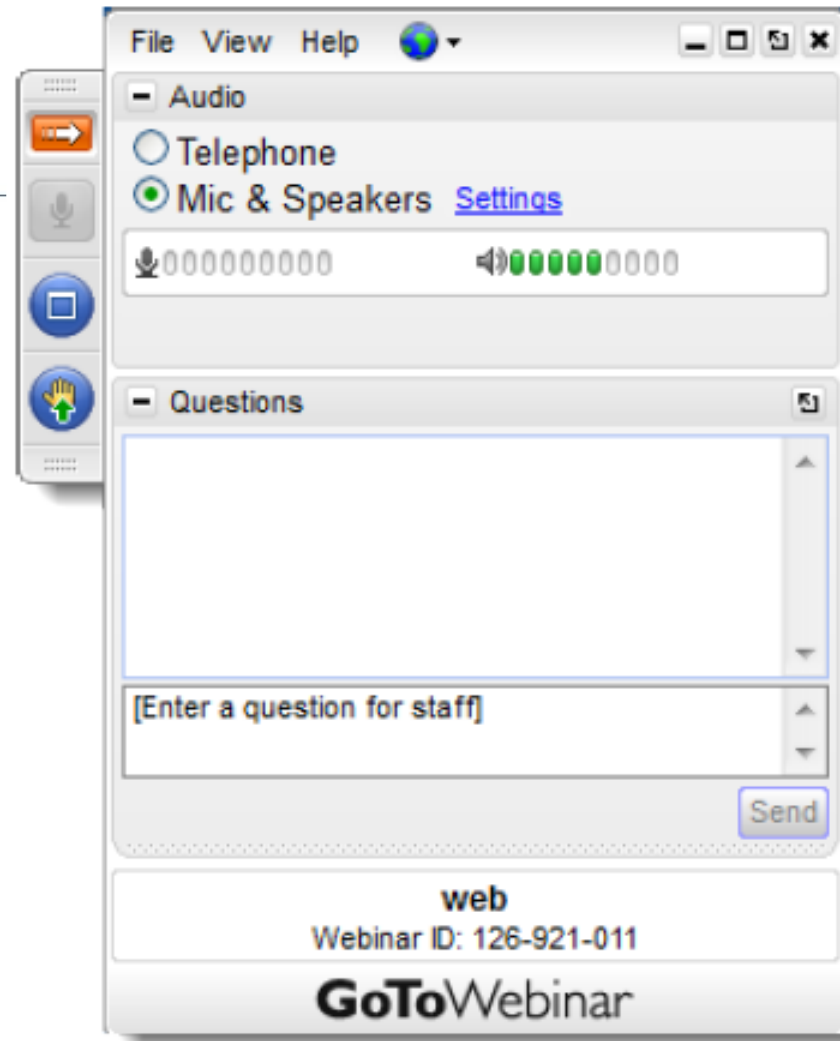 File View Help
Audio
Telephone
Mic & Speakers Settings
Questions
[Enter a question for staff]
Send
web
Webinar ID: 126-921-011
GoToWebinar